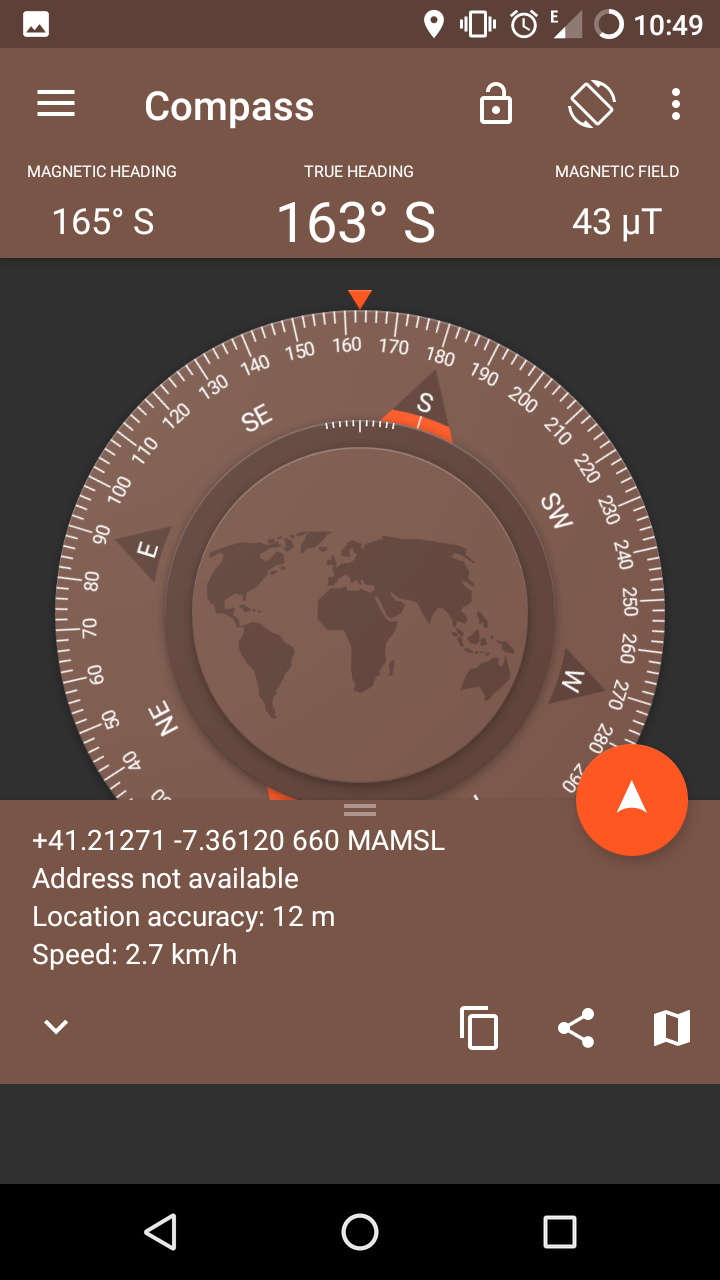 E 10:49
Compass
MAGNETIC HEADING TRUE HEADING MAGNETIC FIELD
165° S 163° S 43 µT
160 170
150 180
140 190
130 S 200
120 SE 210
110 220
100 SW 230
90 E 240
80 250
70 260
60 W 270
50 NE 280
40 290
+41.21271 -7.36120 660 MAMSL
Address not available
Location accuracy: 12 m
Speed: 2.7 km/h